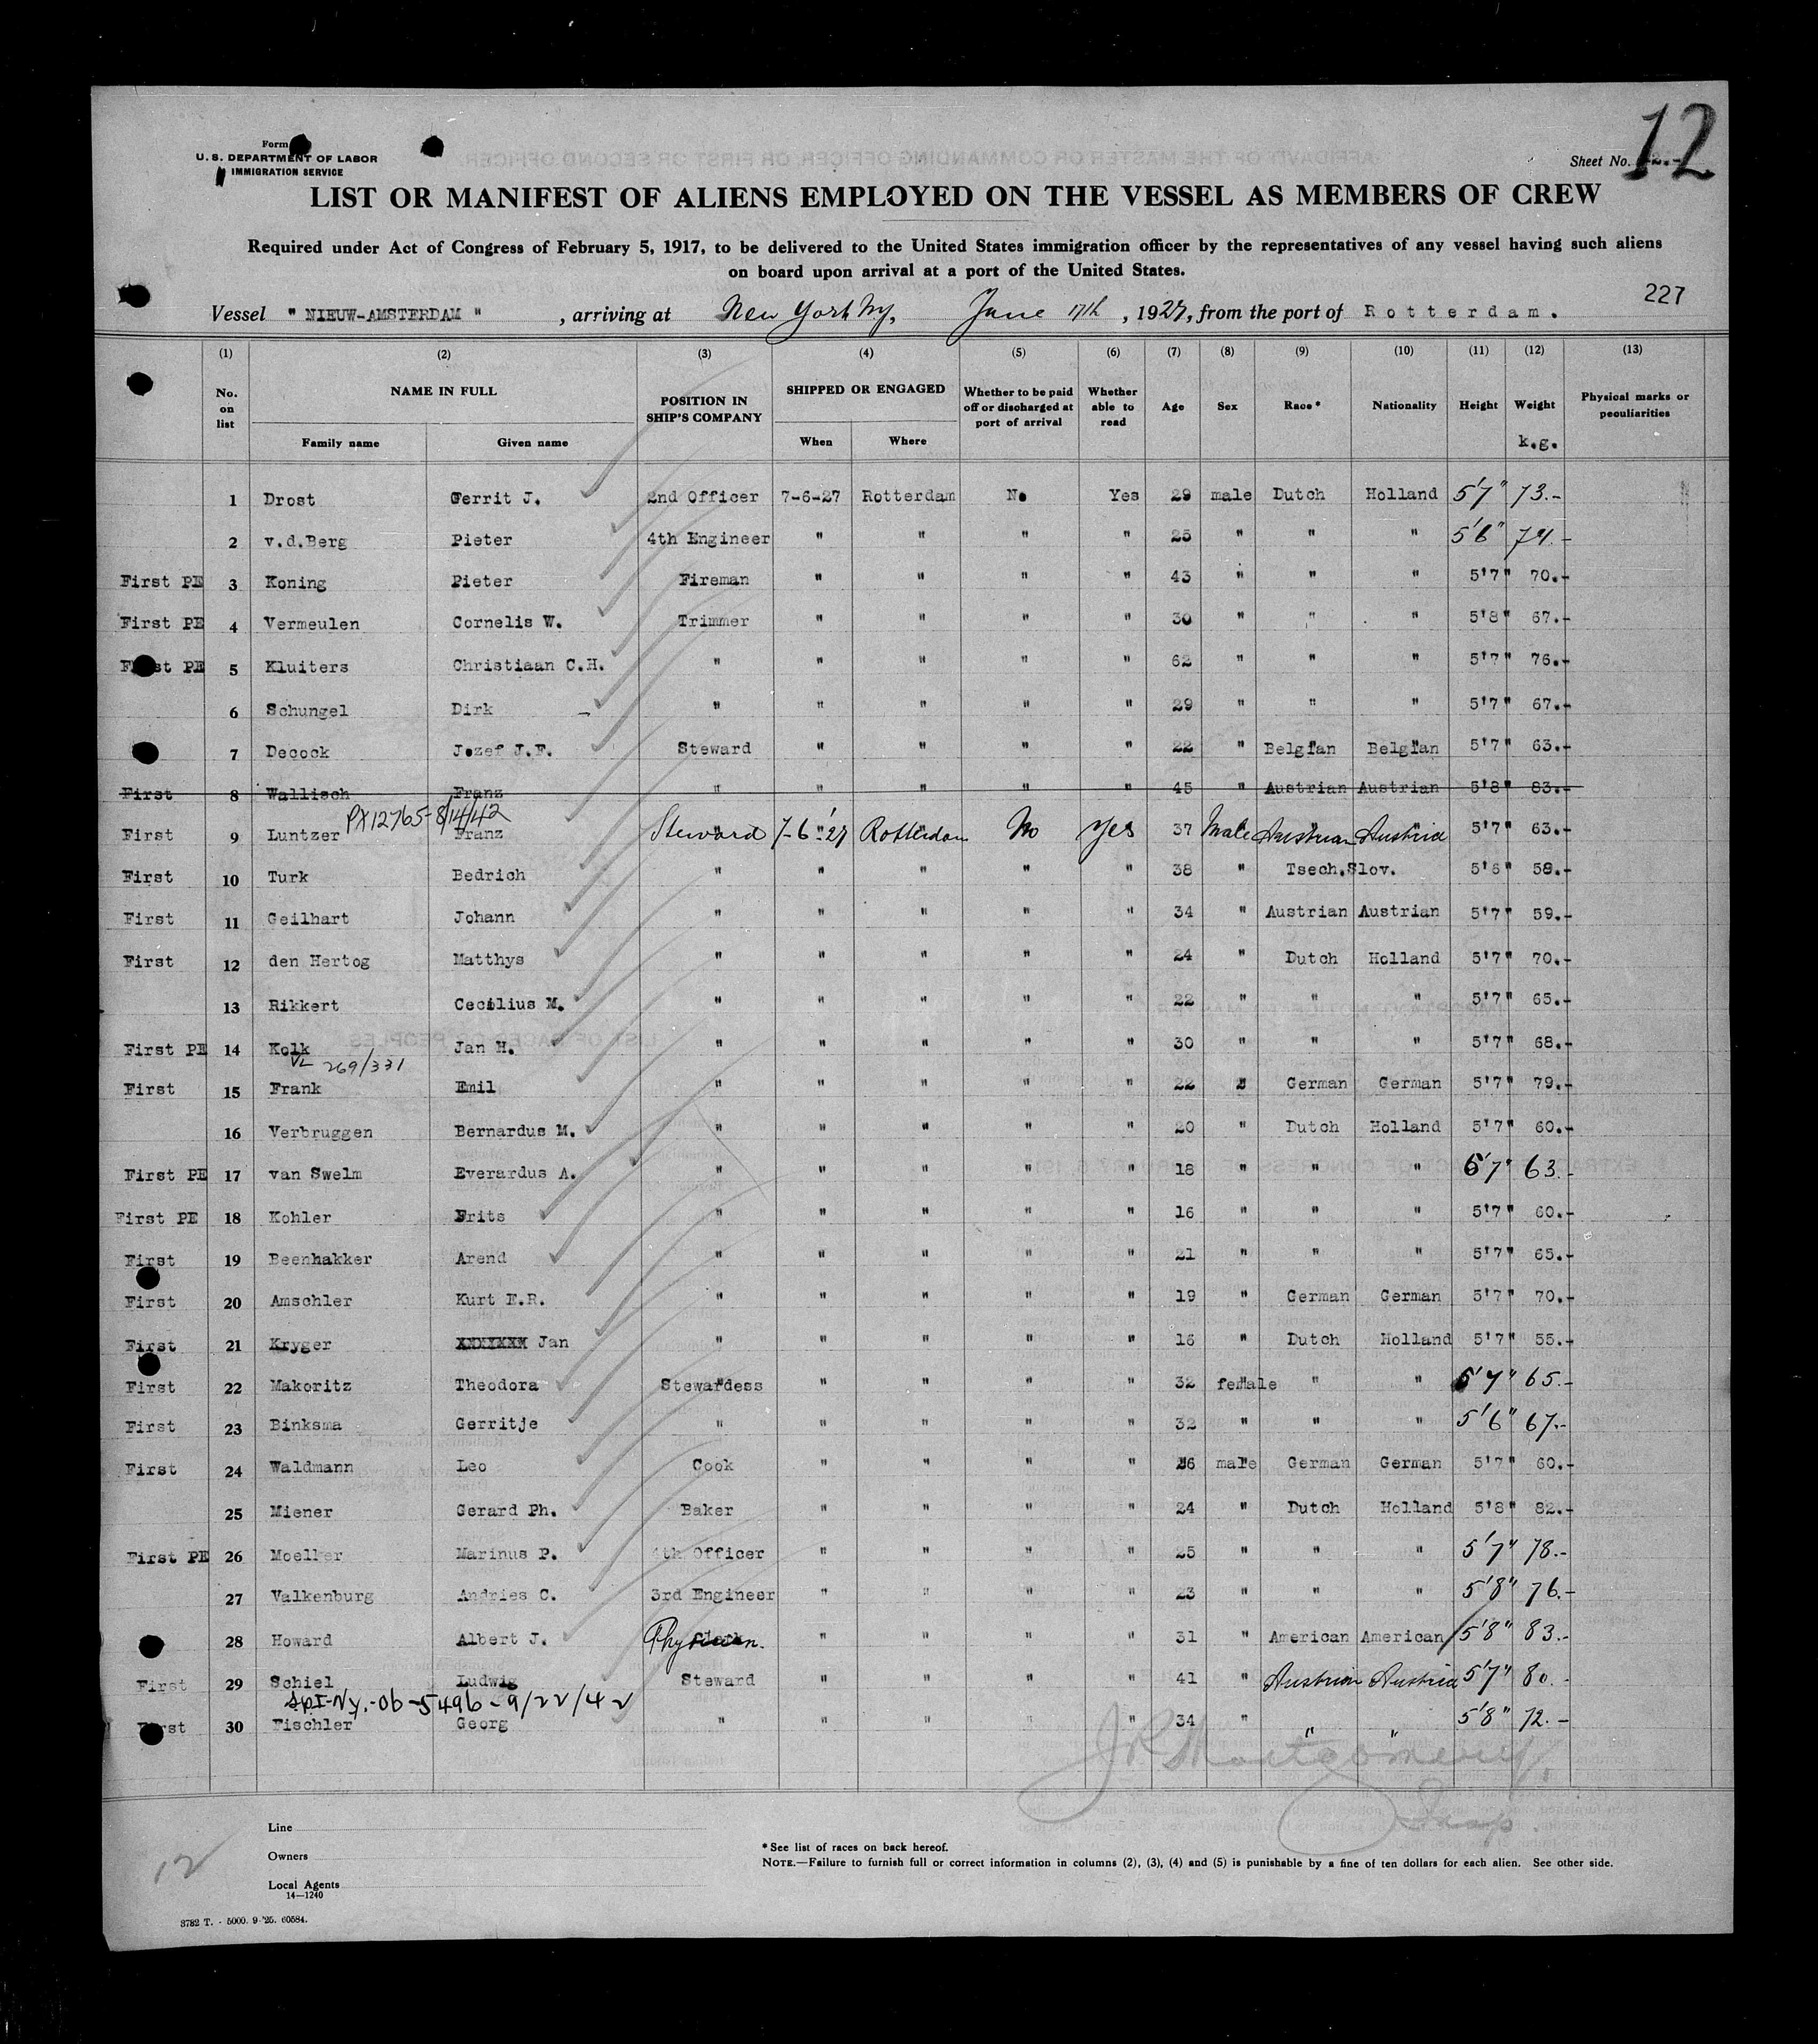 12
Form
U. S. DEPARTMENT OF LABOR
IMMIGRATION SERVICE
Sheet No.
LIST OR MANIFEST OF ALIENS EMPLOYED ON THE VESSEL AS MEMBERS OF CREW
Required under Act of Congress of February 5, 1917, to be delivered to the United States immigration officer by the representatives of any vessel having such aliens
on board upon arrival at a port of the United States.
227
Vessel " NIEUW-AMSTERDAM " , arriving at New York Ny, June 17th , 1927, from the port of Rotterdam.
(1) (2) (3) (4) (5) (6) (7) (8) (9) (10) (11) (12) (13)
No. on list NAME IN FULL POSITION IN SHIP'S COMPANY SHIPPED OR ENGAGED Whether to be paid off or discharged at port of arrival Whether able to read Age Sex Race* Nationality Height Weight Physical marks or peculiarities
Family name Given name When Where k.g.
1 Drost Gerrit J. 2nd Officer 7-6-27 Rotterdam No Yes 29 male Dutch Holland 5'7" 73.-
2 v.d.Berg Pieter 4th Engineer " " " " 25 " " " 5'6" 74.-
First PE 3 Koning Pieter Fireman " " " " 43 " " " 5'7" 70.-
First PE 4 Vermeulen Cornelis W. Trimmer " " " " 30 " " " 5'8" 67.-
First PE 5 Kluiters Christiaan C.H. " " " " " 62 " " " 5'7" 76.-
6 Schungel Dirk " " " " " 29 " " " 5'7" 67.-
7 Decock Jozef J.F. Steward " " " " 22 " Belgian Belgian 5'7" 63.-
First 8 Wallisch Franz " " " " " 45 " Austrian Austrian 5'8" 83.-
PX12765-8/14/42
First 9 Luntzer Franz Steward 7-6-'27 Rotterdam No Yes 37 Male Austrian Austria 5'7" 63.-
First 10 Turk Bedrich " " " " " 38 " Tsech.Slov. 5'6" 58.-
First 11 Geilhart Johann " " " " " 34 " Austrian Austrian 5'7" 59.-
First 12 den Hertog Matthys " " " " " 24 " Dutch Holland 5'7" 70.-
13 Rikkert Cecilius M. " " " " " 22 " " " 5'7" 65.-
First PE 14 Kolk Jan H. " " " " " 30 " " " 5'7" 68.-
VL 269/331
First 15 Frank Emil " " " " " 22 " German German 5'7" 79.-
16 Verbruggen Bernardus M. " " " " " 20 " Dutch Holland 5'7" 60.-
First PE 17 van Swelm Everardus A. " " " " " 18 " " " 5'7" 63.-
First PE 18 Kohler Frits " " " " " 16 " " " 5'7" 60.-
First 19 Beenhakker Arend " " " " " 21 " " " 5'7" 65.-
First 20 Amschler Kurt E.R. " " " " " 19 " German German 5'7" 70.-
First 21 Kryger Jan " " " " " 16 " Dutch Holland 5'7" 55.-
First 22 Makoritz Theodora Stewardess " " " " 32 female " " 5'7" 65.-
First 23 Binksma Gerritje " " " " " 32 " " " 5'6" 67.-
First 24 Waldmann Leo Cook " " " " 26 male German German 5'7" 60.-
25 Miener Gerard Ph. Baker " " " " 24 " Dutch Holland 5'8" 82.-
First PE 26 Moelker Marinus P. 4th Officer " " " " 25 " " " 5'7" 78.-
27 Valkenburg Andries C. 3rd Engineer " " " " 23 " " " 5'8" 76.-
28 Howard Albert J. Physician. " " " " 31 " American American 5'8" 83.-
First 29 Schiel Ludwig Steward " " " " 41 " Austrian Austria 5'7" 80.-
-06-5496-9/22/42
First 30 Fischler Georg " " " " " 34 " " " 5'8" 72.-
J R Montgomery.
Insp.
Line
Owners
Local Agents
14—1240
* See list of races on back hereof.
NOTE.—Failure to furnish full or correct information in columns (2), (3), (4) and (5) is punishable by a fine of ten dollars for each alien. See other side.
12
3782 T. - 5000. 9-'25. 60584.